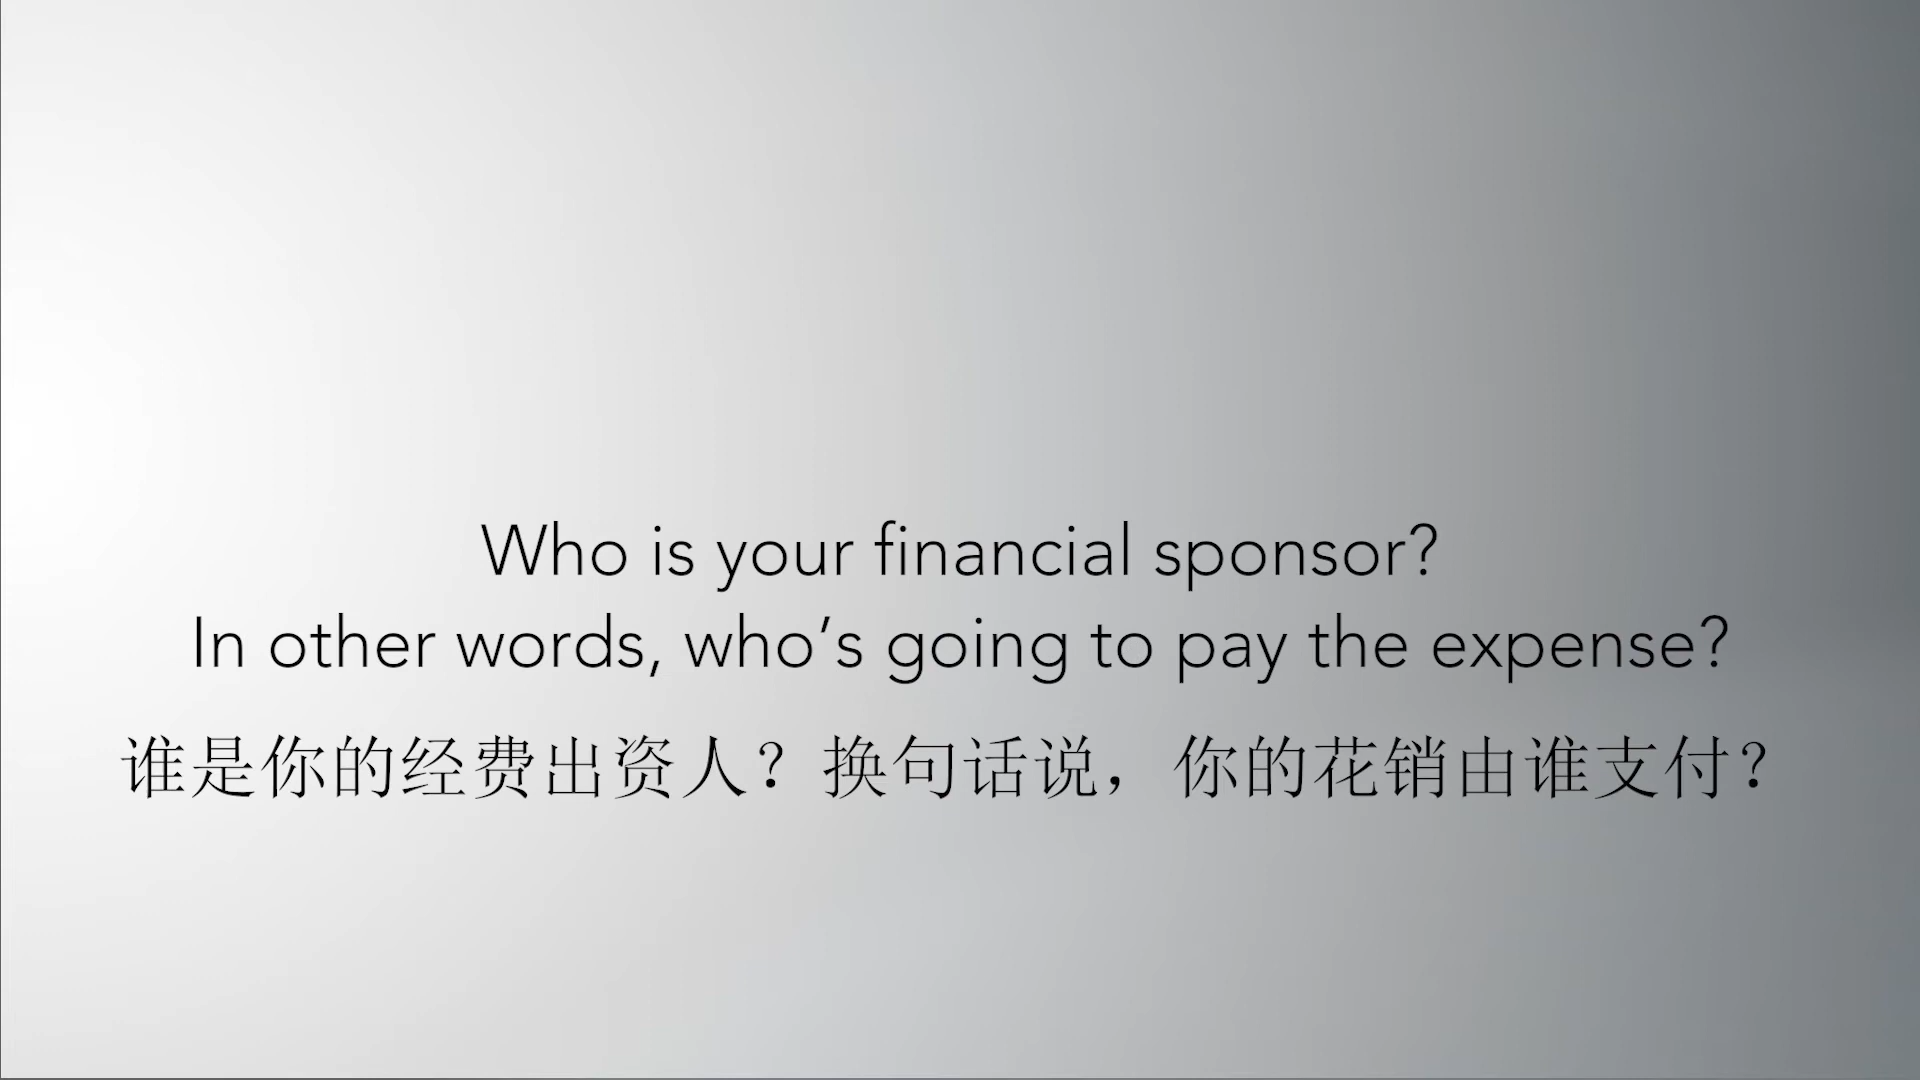 Who is your financial sponsor?
In other words, who’s going to pay the expense?
谁是你的经费出资人？换句话说，你的花销由谁支付？